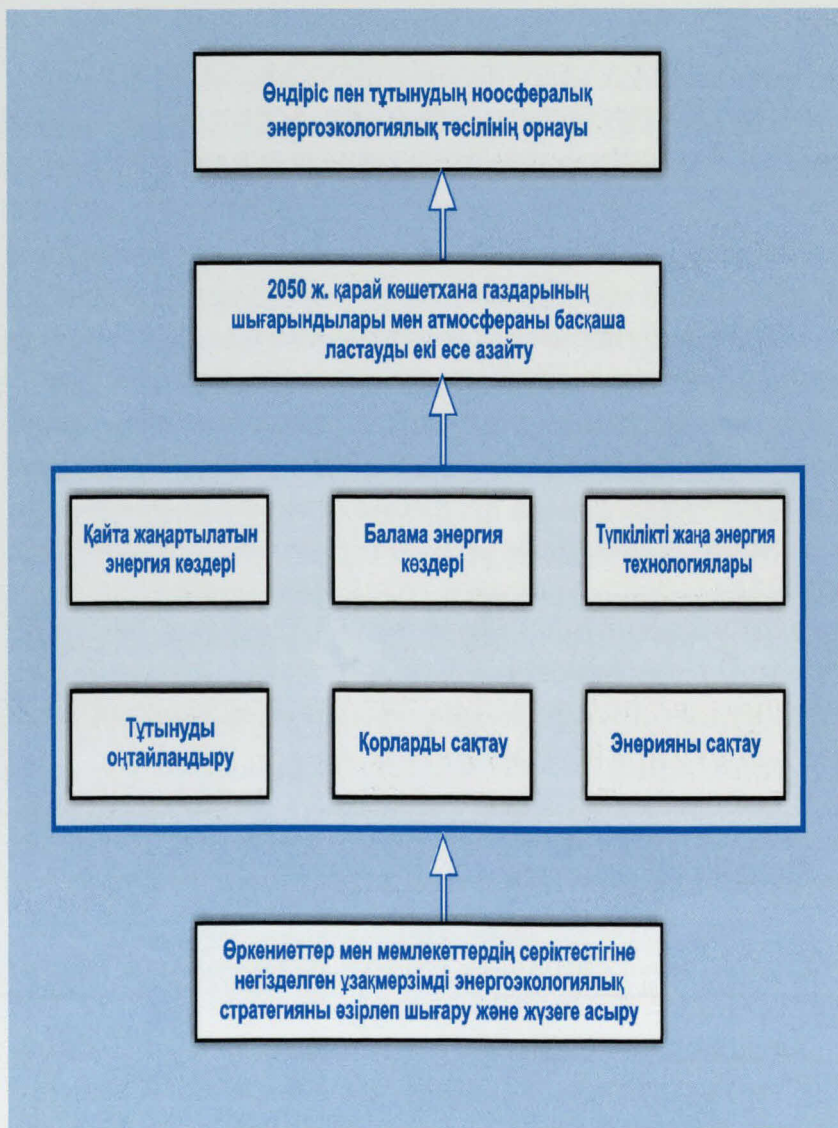 Өндіріс пен тұтынудың ноосфералық
энергоэкологиялық тәсілінің орнауы
2050 ж. қарай көшетхана газдарының
шығарындылары мен атмосфераны басқаша
ластауды екі есе азайту
Қайта жаңартылатын
энергия көздері
Балама энергия
көздері
Түпкілікті жаңа энергия
технологиялары
Тұтынуды
оңтайландыру
Қорларды сақтау
Энерияны сақтау
Өркениеттер мен мемлекеттердің серіктестігіне
негізделген ұзақмерзімді энергоэкологиялық
стратегияны әзірлеп шығару және жүзеге асыру